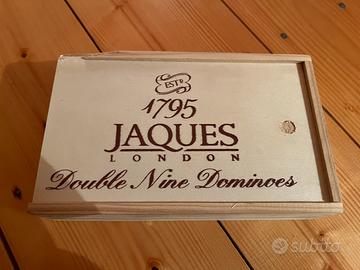 ESTD
1795
JAQUES
LONDON
Double Nine Dominoes
subito